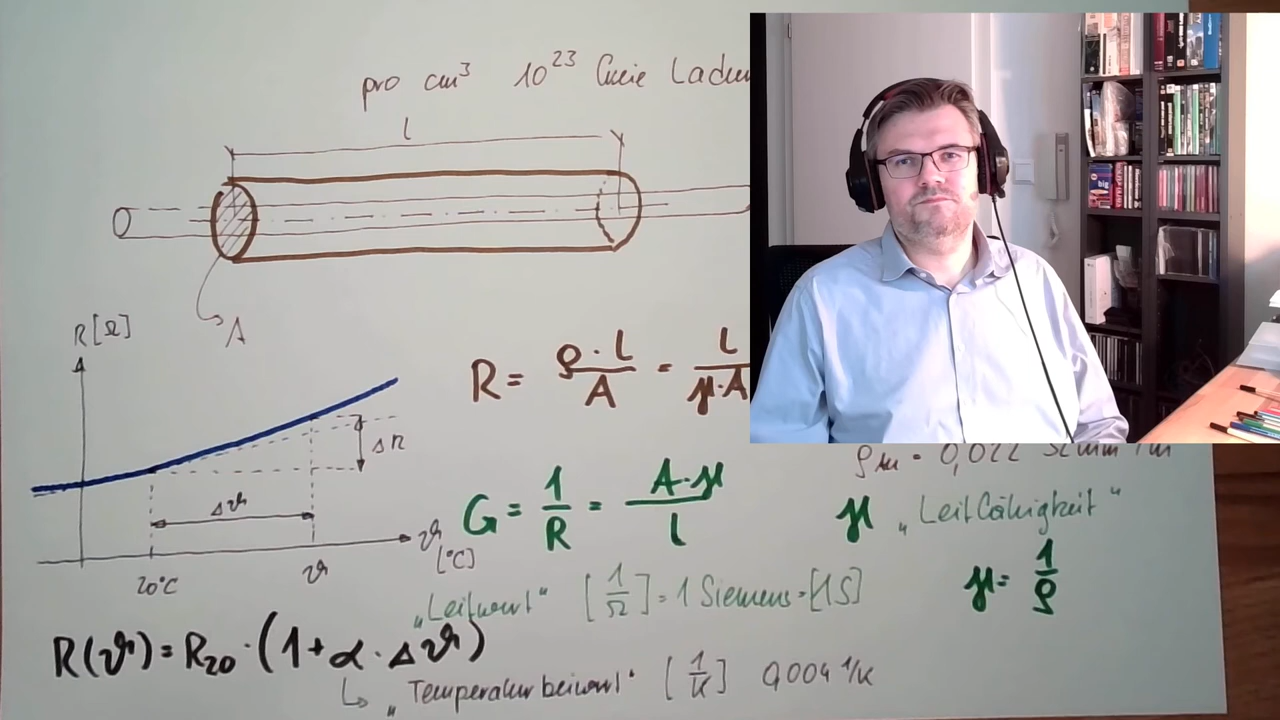 pro cm³ 10²³ freie Ladun
l
A
R[Ω]
R = ρ · l / A = l / ϰ · A
ΔR
Δϑ
ϑ [°C]
20°C
ϑ
G = 1/R = A · ϰ / l
ϰ „Leitfähigkeit"
ϰ = 1/ρ
„Leitwert" [1/Ω] = 1 Siemens = [1S]
R(ϑ) = R20 · (1 + α · Δϑ)
„Temperaturbeiwert" [1/K] 0,004 1/K
big